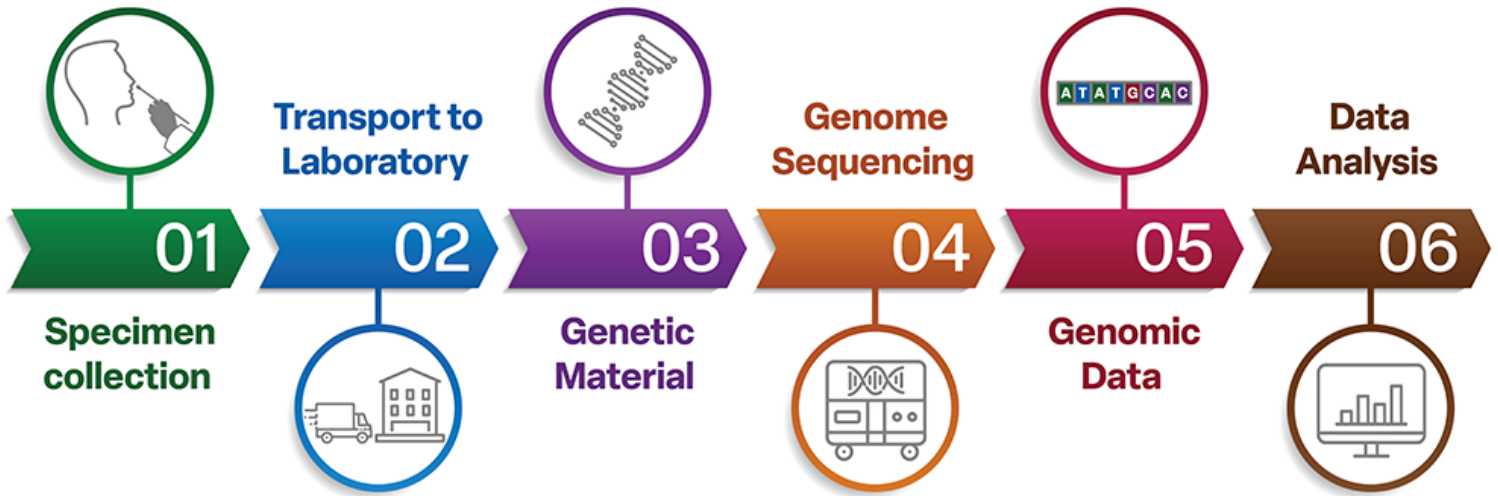 01
Specimen
collection
Transport to
Laboratory
02
03
Genetic
Material
Genome
Sequencing
04
ATATGCAC
05
Genomic
Data
Data
Analysis
06